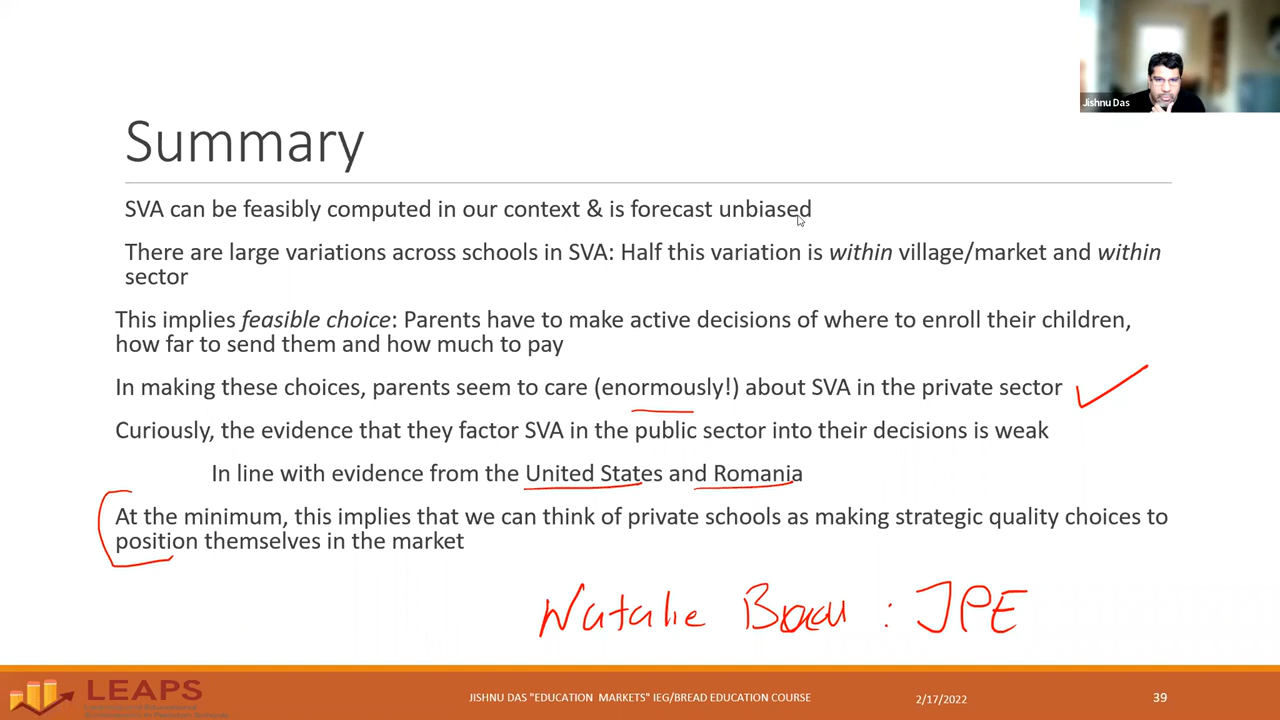 Jishnu Das
Summary
SVA can be feasibly computed in our context & is forecast unbiased
There are large variations across schools in SVA: Half this variation is within village/market and within
sector
This implies feasible choice: Parents have to make active decisions of where to enroll their children,
how far to send them and how much to pay
In making these choices, parents seem to care (enormously!) about SVA in the private sector
Curiously, the evidence that they factor SVA in the public sector into their decisions is weak
In line with evidence from the United States and Romania
At the minimum, this implies that we can think of private schools as making strategic quality choices to
position themselves in the market
Natalie Bau : JPE
LEAPS
JISHNU DAS "EDUCATION MARKETS" IEG/BREAD EDUCATION COURSE
2/17/2022
39